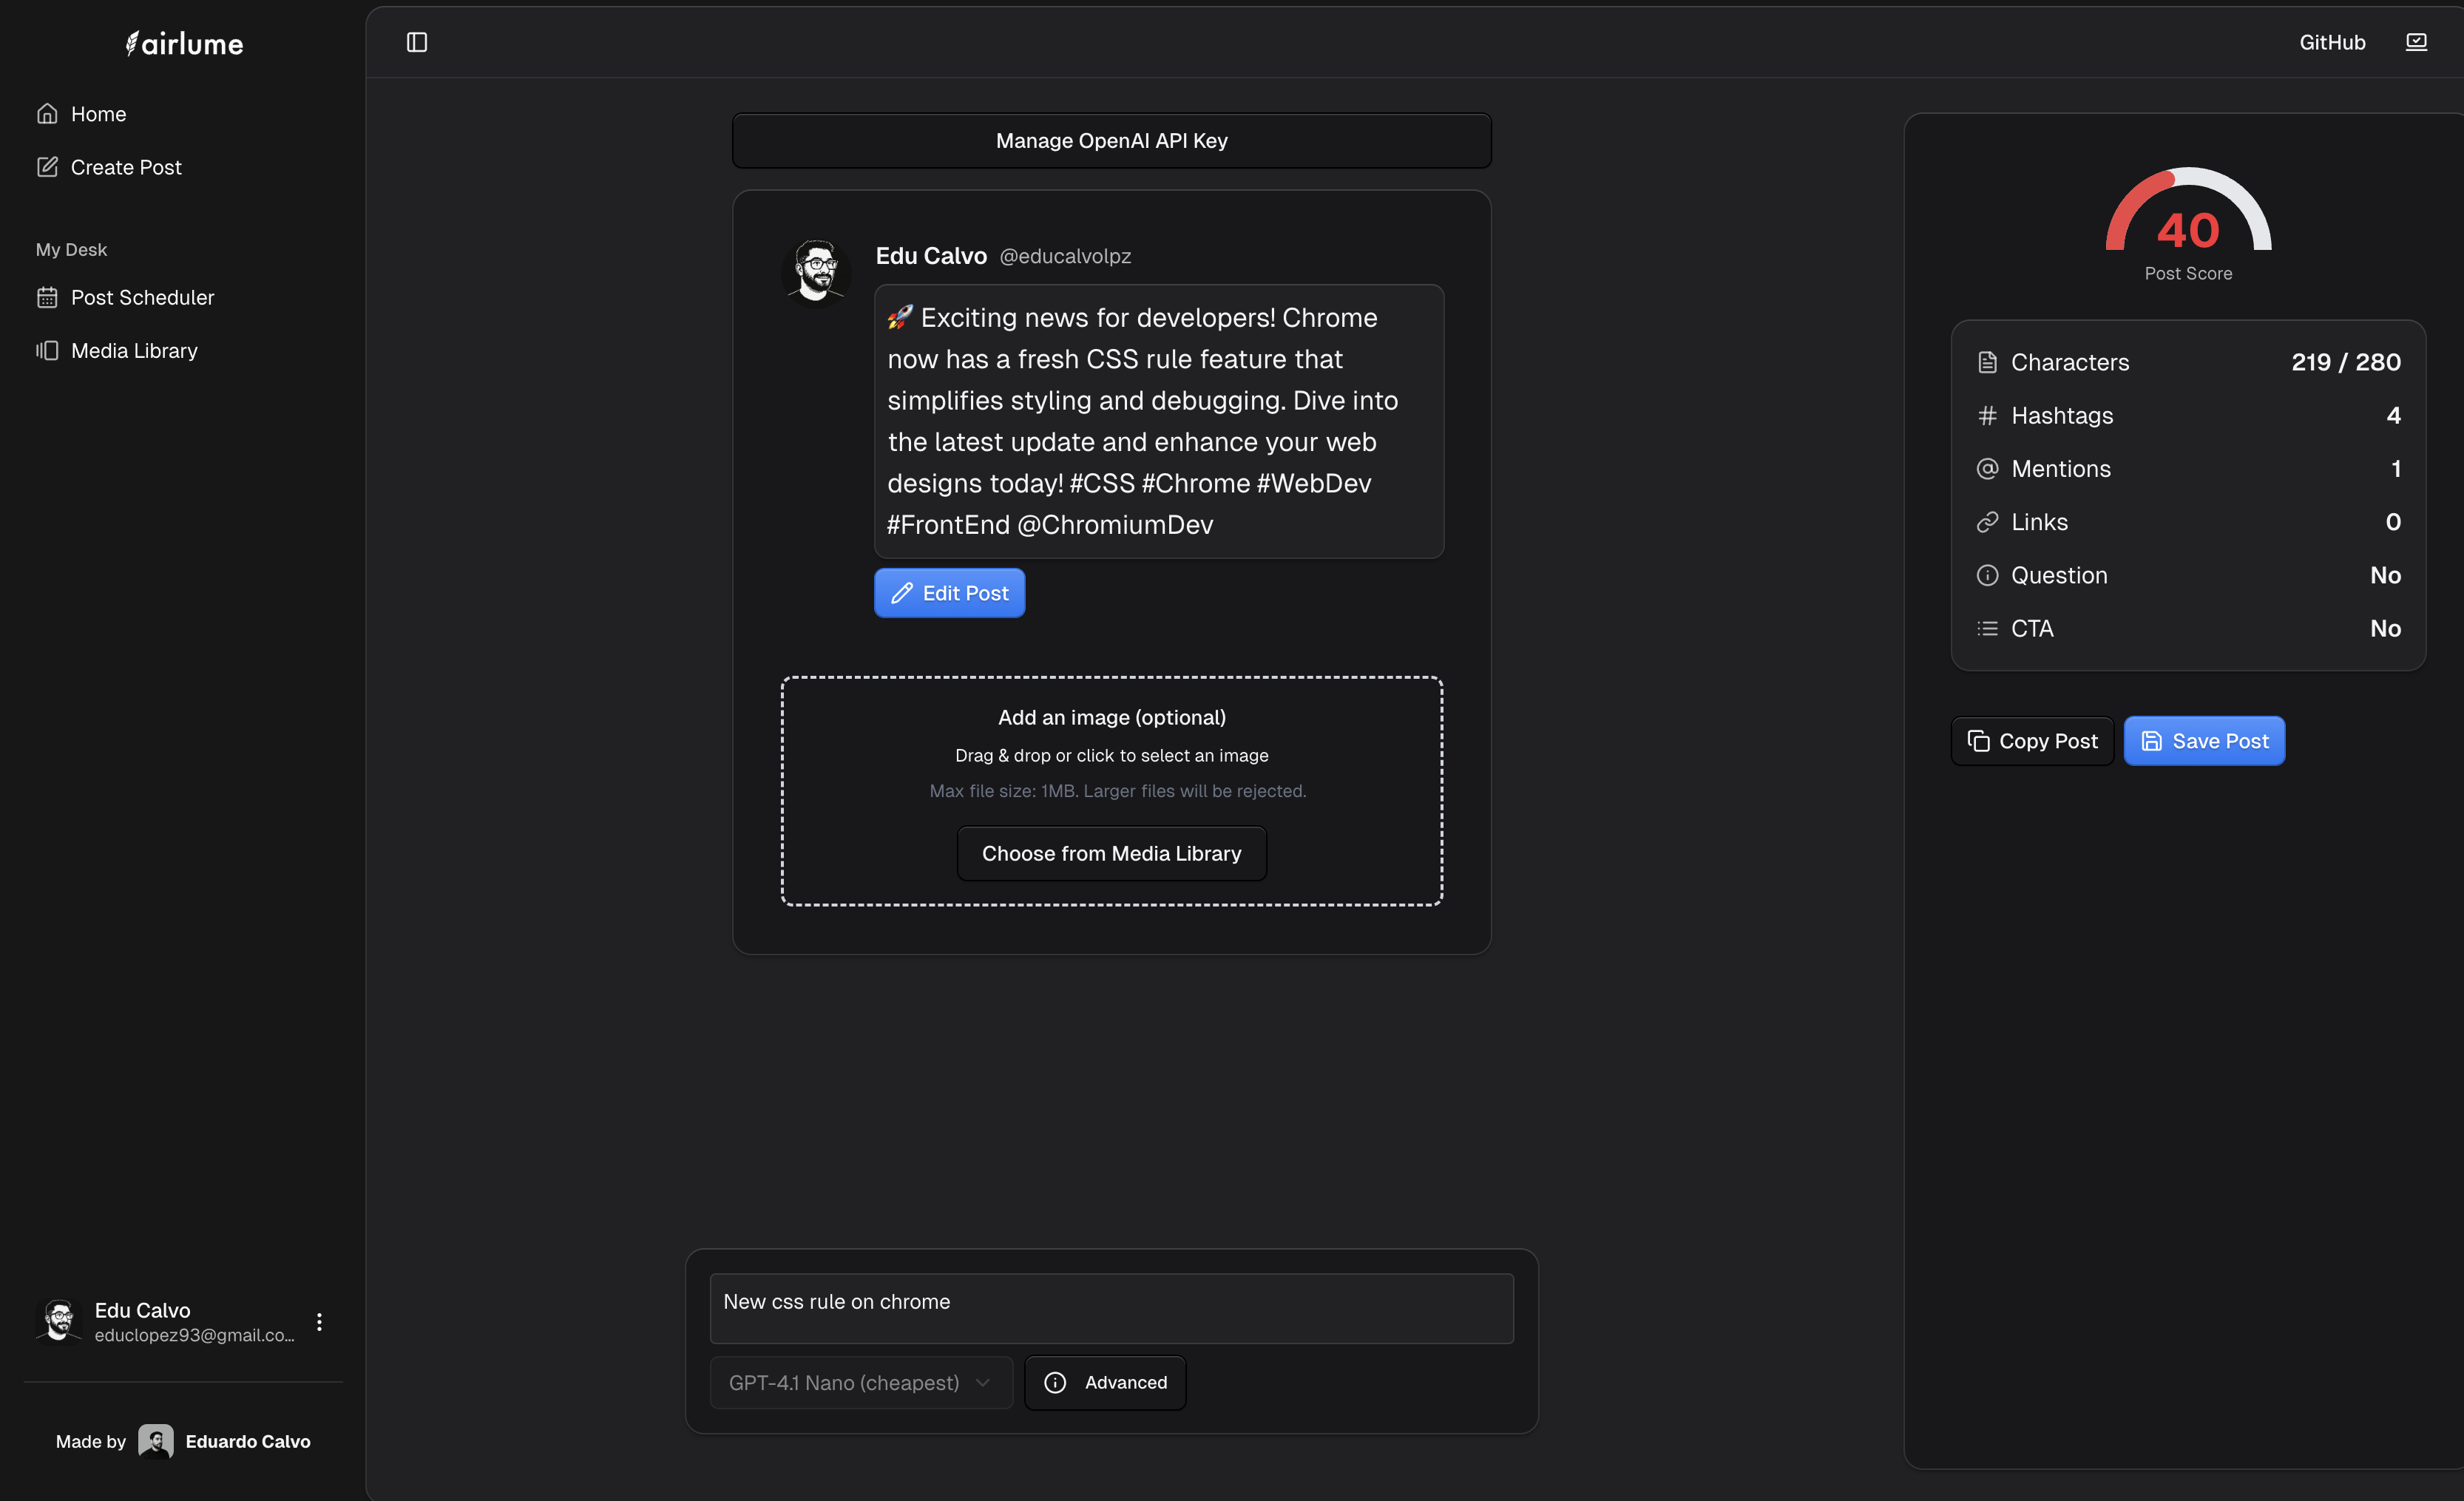 airlume
Home
Create Post
My Desk
Post Scheduler
Media Library
Edu Calvo
educlopez93@gmail.co...
Made by Eduardo Calvo
GitHub
Manage OpenAI API Key
Edu Calvo @educalvolpz
🚀 Exciting news for developers! Chrome
now has a fresh CSS rule feature that
simplifies styling and debugging. Dive into
the latest update and enhance your web
designs today! #CSS #Chrome #WebDev
#FrontEnd @ChromiumDev
Edit Post
Add an image (optional)
Drag & drop or click to select an image
Max file size: 1MB. Larger files will be rejected.
Choose from Media Library
New css rule on chrome
GPT-4.1 Nano (cheapest)
Advanced
40
Post Score
Characters 219 / 280
Hashtags 4
Mentions 1
Links 0
Question No
CTA No
Copy Post
Save Post